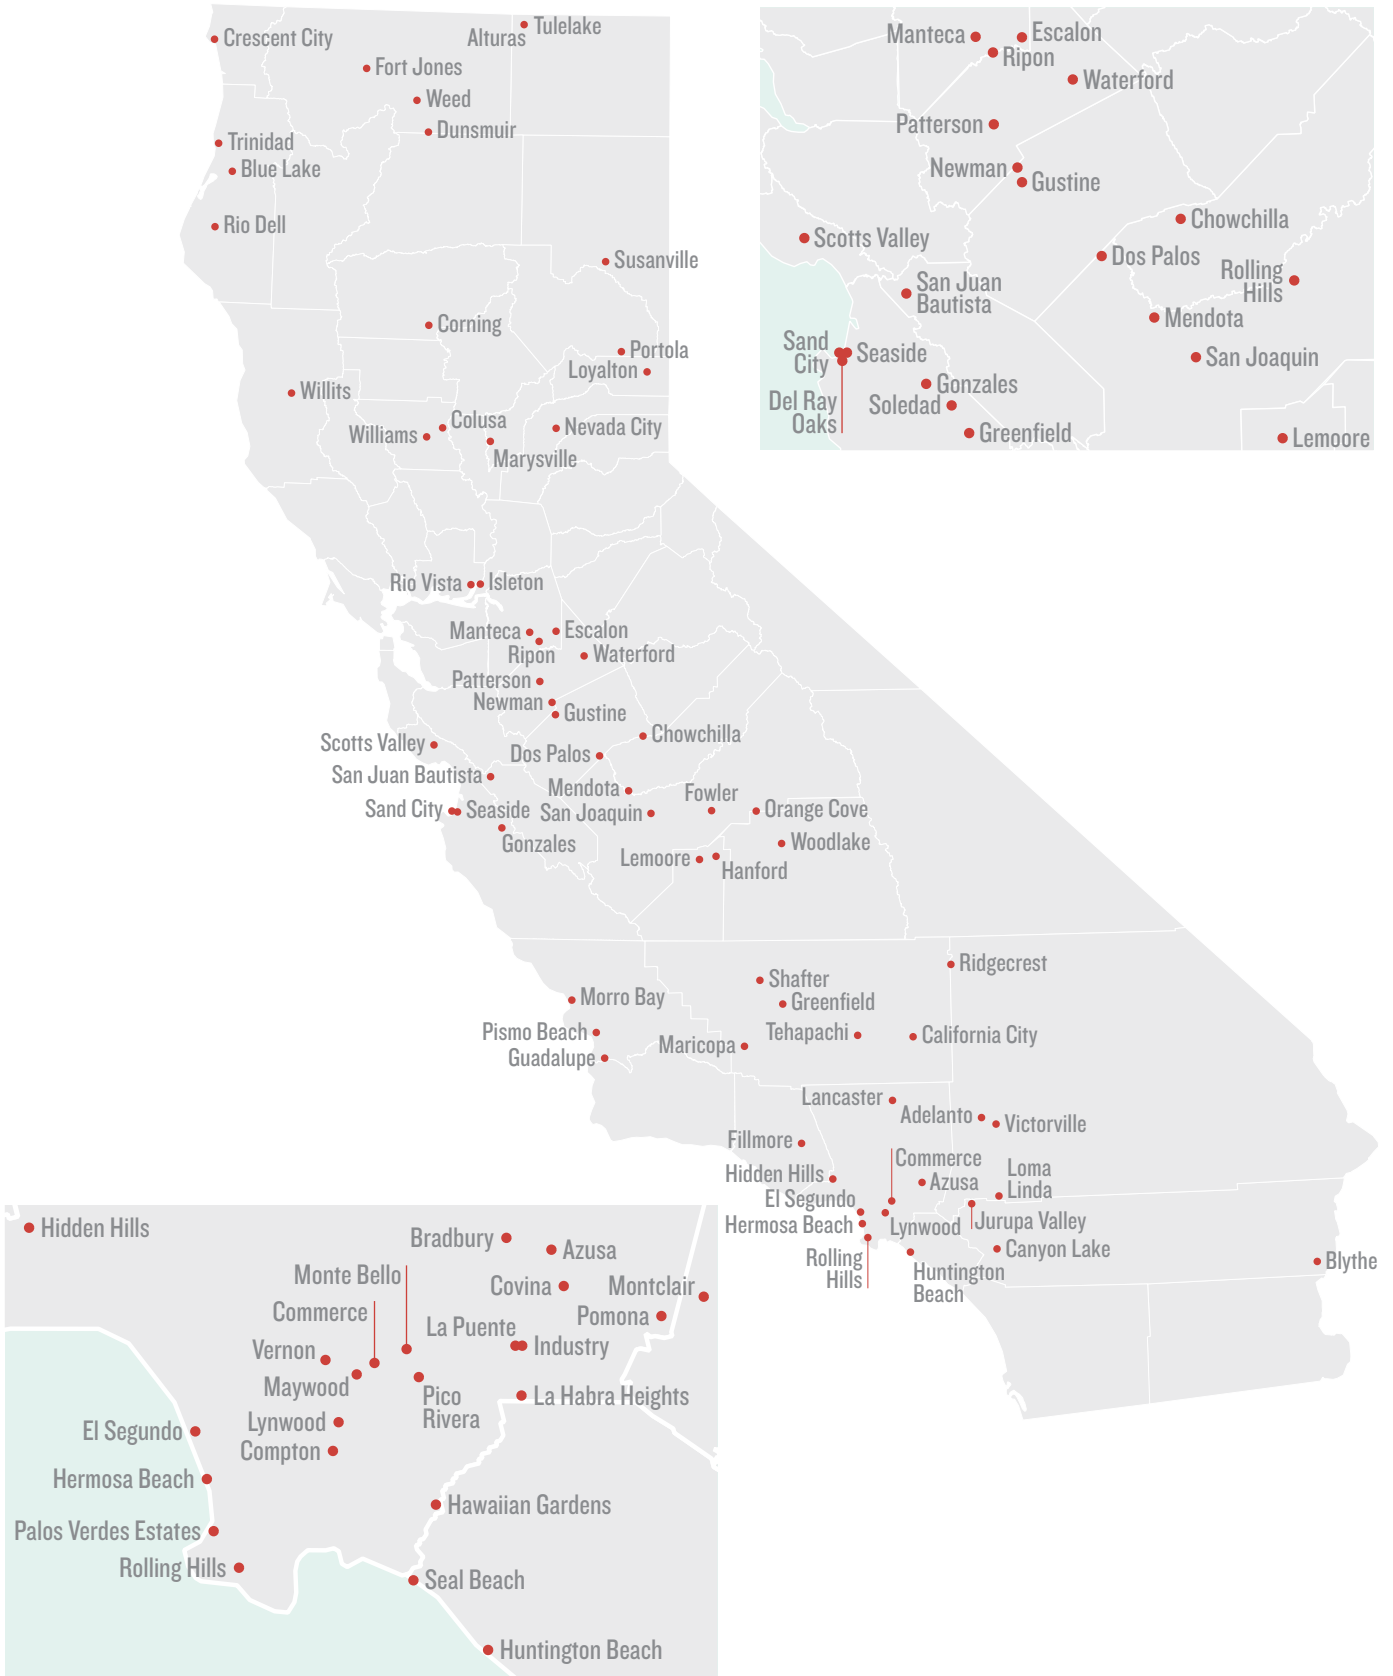 Tulelake
Crescent City
Alturas
Fort Jones
Weed
Dunsmuir
Trinidad
Blue Lake
Rio Dell
Susanville
Corning
Portola
Loyalton
Willits
Colusa
Nevada City
Williams
Marysville
Rio Vista
Isleton
Manteca
Escalon
Ripon
Waterford
Patterson
Newman
Gustine
Scotts Valley
Chowchilla
Dos Palos
San Juan Bautista
Mendota
Fowler
Sand City
Seaside
San Joaquin
Orange Cove
Gonzales
Woodlake
Lemoore
Hanford
Ridgecrest
Shafter
Morro Bay
Greenfield
Pismo Beach
Tehapachi
California City
Maricopa
Guadalupe
Lancaster
Adelanto
Victorville
Fillmore
Commerce
Hidden Hills
Azusa
Loma
Linda
El Segundo
Hermosa Beach
Lynwood
Jurupa Valley
Rolling
Hills
Canyon Lake
Huntington
Beach
Blythe
Manteca
Escalon
Ripon
Waterford
Patterson
Newman
Gustine
Chowchilla
Scotts Valley
Dos Palos
Rolling
Hills
San Juan
Bautista
Mendota
Sand
City
Seaside
San Joaquin
Del Ray
Oaks
Gonzales
Soledad
Greenfield
Lemoore
Hidden Hills
Bradbury
Azusa
Monte Bello
Covina
Montclair
Commerce
Pomona
La Puente
Industry
Vernon
Maywood
Pico
Rivera
La Habra Heights
Lynwood
El Segundo
Compton
Hermosa Beach
Hawaiian Gardens
Palos Verdes Estates
Rolling Hills
Seal Beach
Huntington Beach